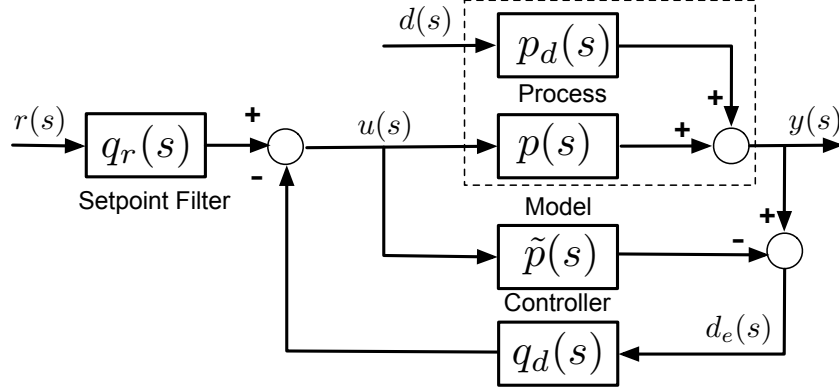 d(s)
p_d(s)
Process
+
r(s)
q_r(s)
+
u(s)
p(s)
+
y(s)
-
Setpoint Filter
Model
+
p̃(s)
-
Controller
q_d(s)
d_e(s)